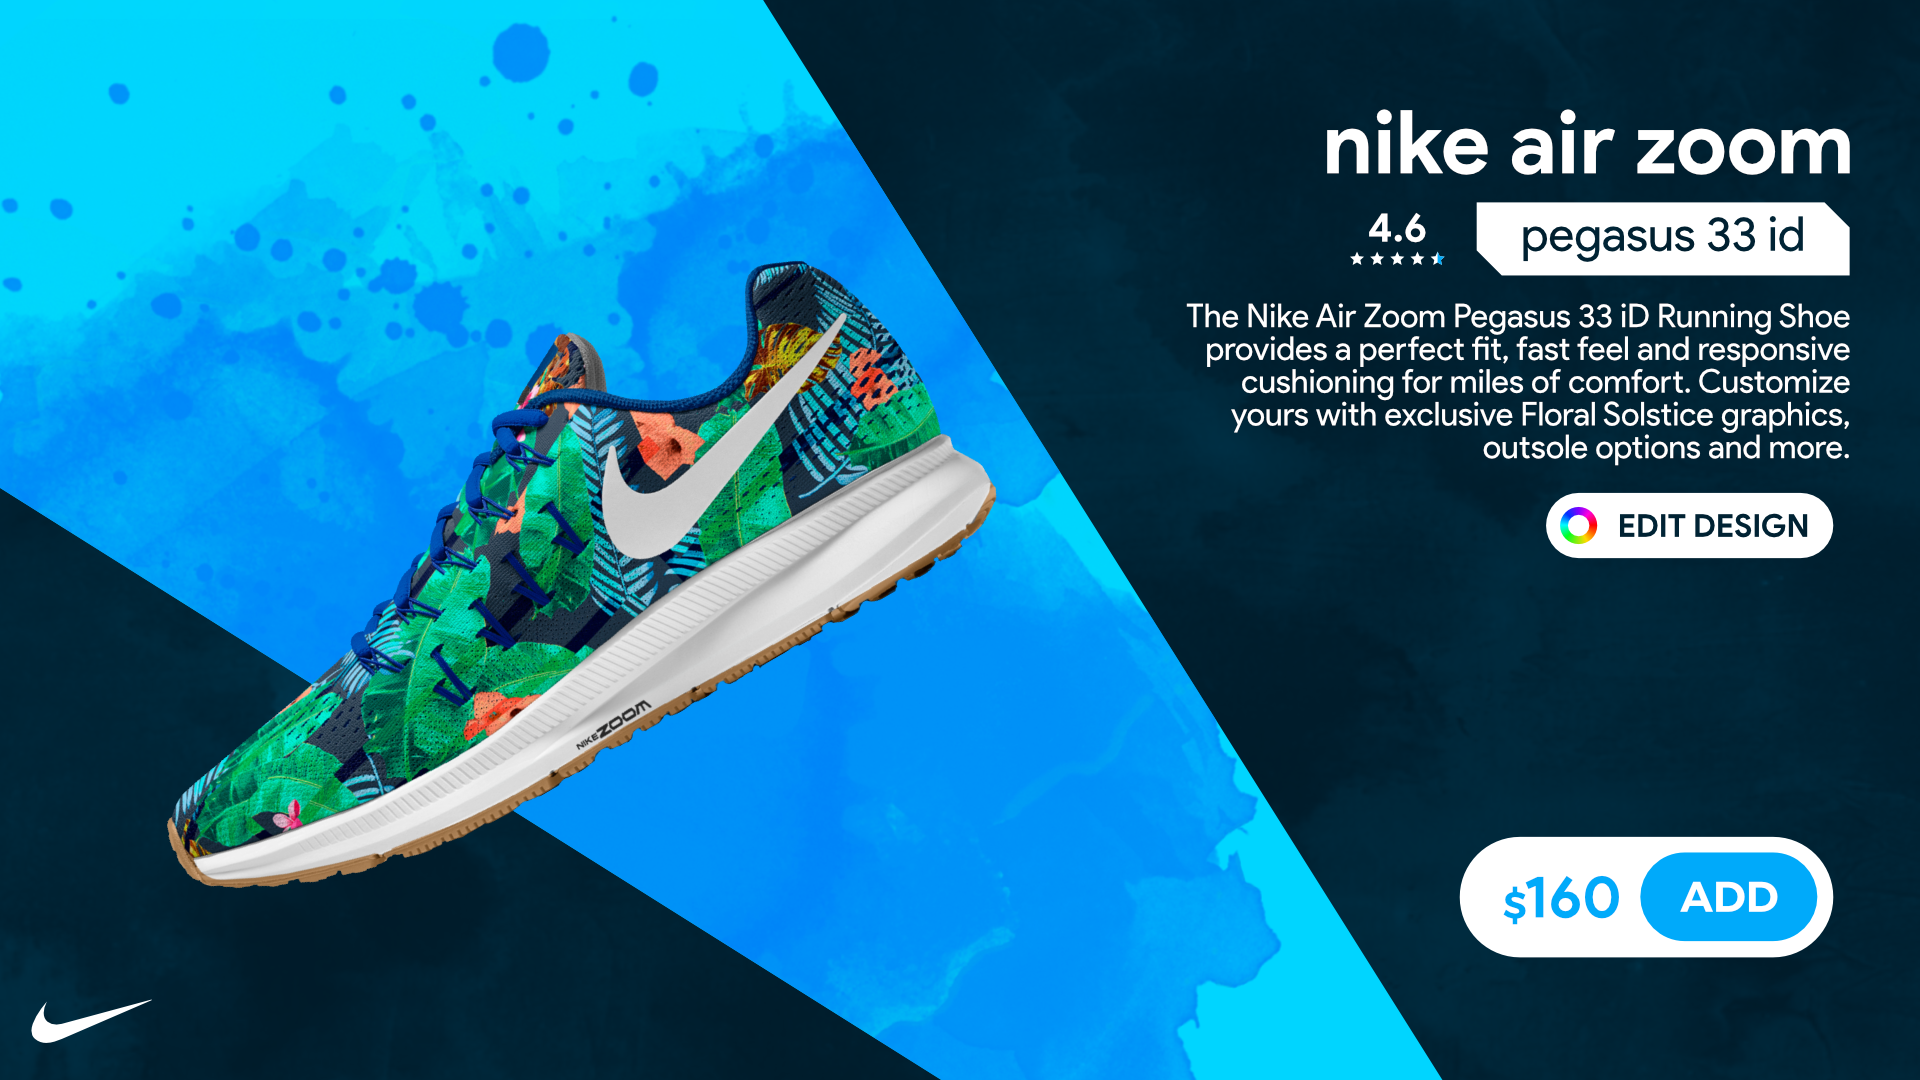 nike air zoom
4.6
pegasus 33 id
The Nike Air Zoom Pegasus 33 iD Running Shoe
provides a perfect fit, fast feel and responsive
cushioning for miles of comfort. Customize
yours with exclusive Floral Solstice graphics,
outsole options and more.
EDIT DESIGN
NIKE ZOOM
$160
ADD